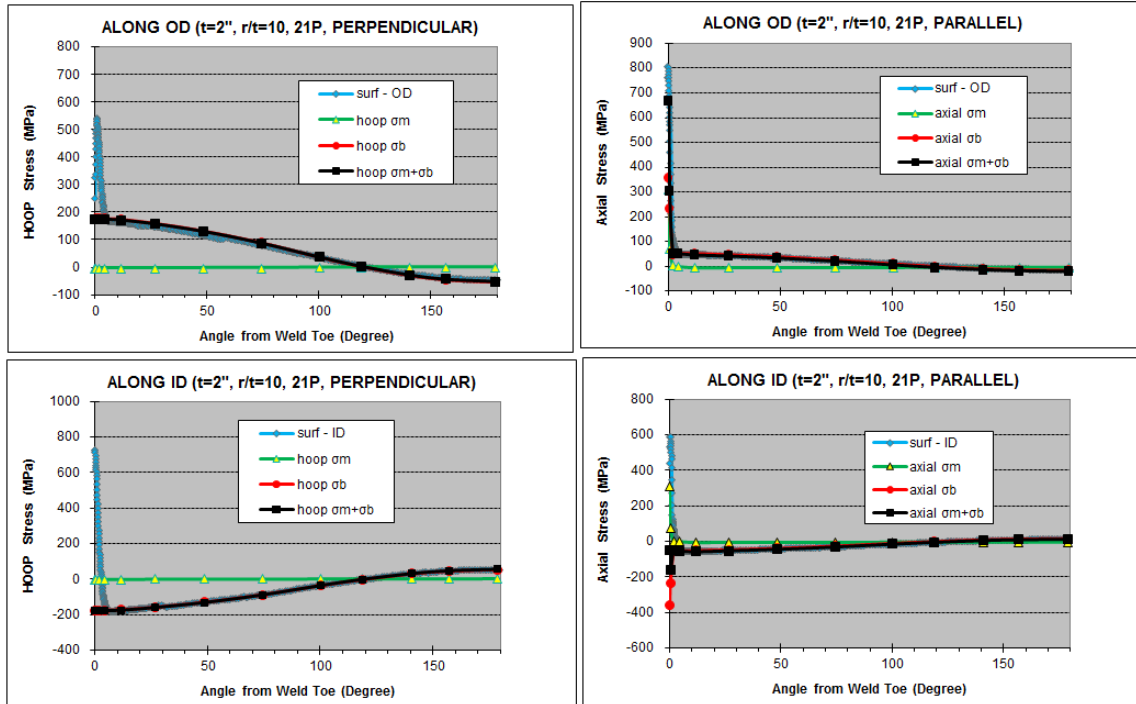 ALONG OD (t=2", r/t=10, 21P, PERPENDICULAR)
HOOP Stress (MPa)
800
700
600
500
400
300
200
100
0
-100
surf - OD
hoop σm
hoop σb
hoop σm+σb
0
50
100
150
Angle from Weld Toe (Degree)
ALONG OD (t=2", r/t=10, 21P, PARALLEL)
Axial Stress (MPa)
900
800
700
600
500
400
300
200
100
0
-100
surf - OD
axial σm
axial σb
axial σm+σb
0
50
100
150
Angle from Weld Toe (Degree)
ALONG ID (t=2", r/t=10, 21P, PERPENDICULAR)
HOOP Stress (MPa)
1000
800
600
400
200
0
-200
-400
surf - ID
hoop σm
hoop σb
hoop σm+σb
0
50
100
150
Angle from Weld Toe (Degree)
ALONG ID (t=2", r/t=10, 21P, PARALLEL)
Axial Stress (MPa)
800
600
400
200
0
-200
-400
-600
surf - ID
axial σm
axial σb
axial σm+σb
0
50
100
150
Angle from Weld Toe (Degree)